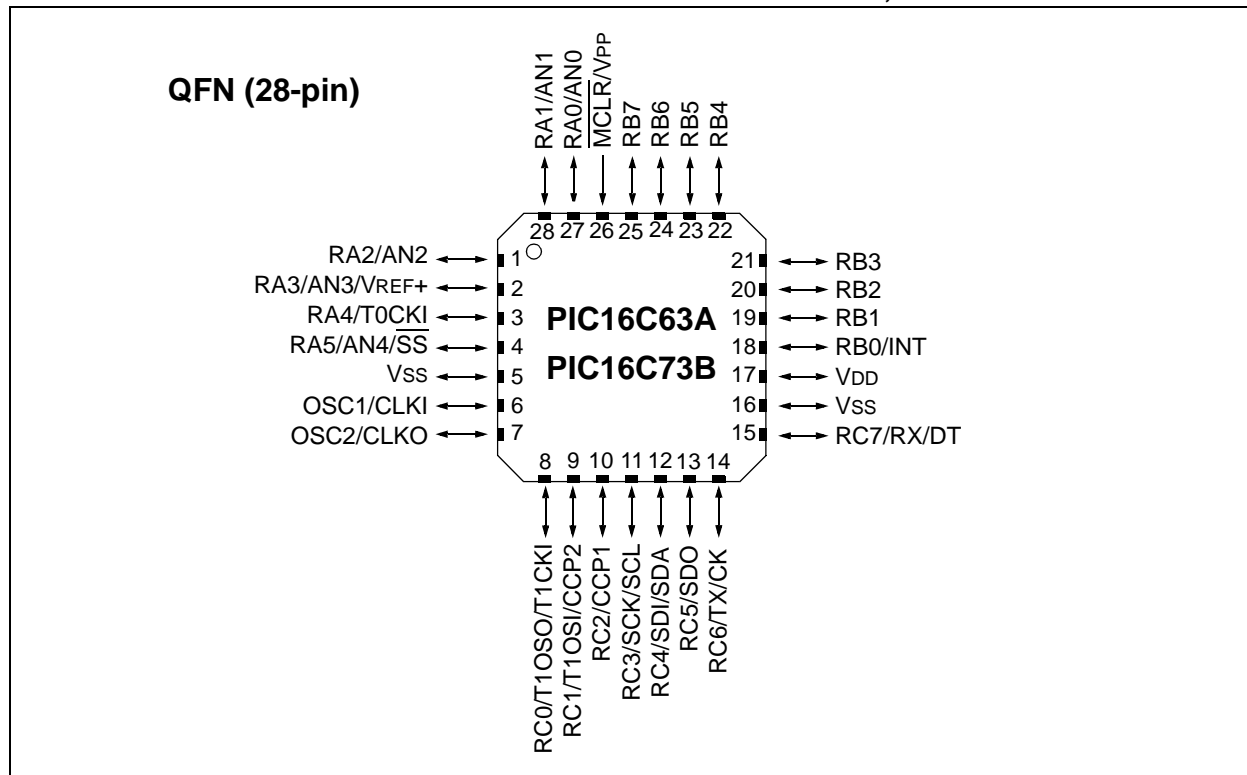 QFN (28-pin)
RA1/AN1
RA0/AN0
MCLR/VPP
RB7
RB6
RB5
RB4
28 27 26 25 24 23 22
RA2/AN2 1
RA3/AN3/VREF+ 2
RA4/T0CKI 3
RA5/AN4/SS 4
VSS 5
OSC1/CLKI 6
OSC2/CLKO 7
PIC16C63A
PIC16C73B
21 RB3
20 RB2
19 RB1
18 RB0/INT
17 VDD
16 VSS
15 RC7/RX/DT
8 9 10 11 12 13 14
RC0/T1OSO/T1CKI
RC1/T1OSI/CCP2
RC2/CCP1
RC3/SCK/SCL
RC4/SDI/SDA
RC5/SDO
RC6/TX/CK